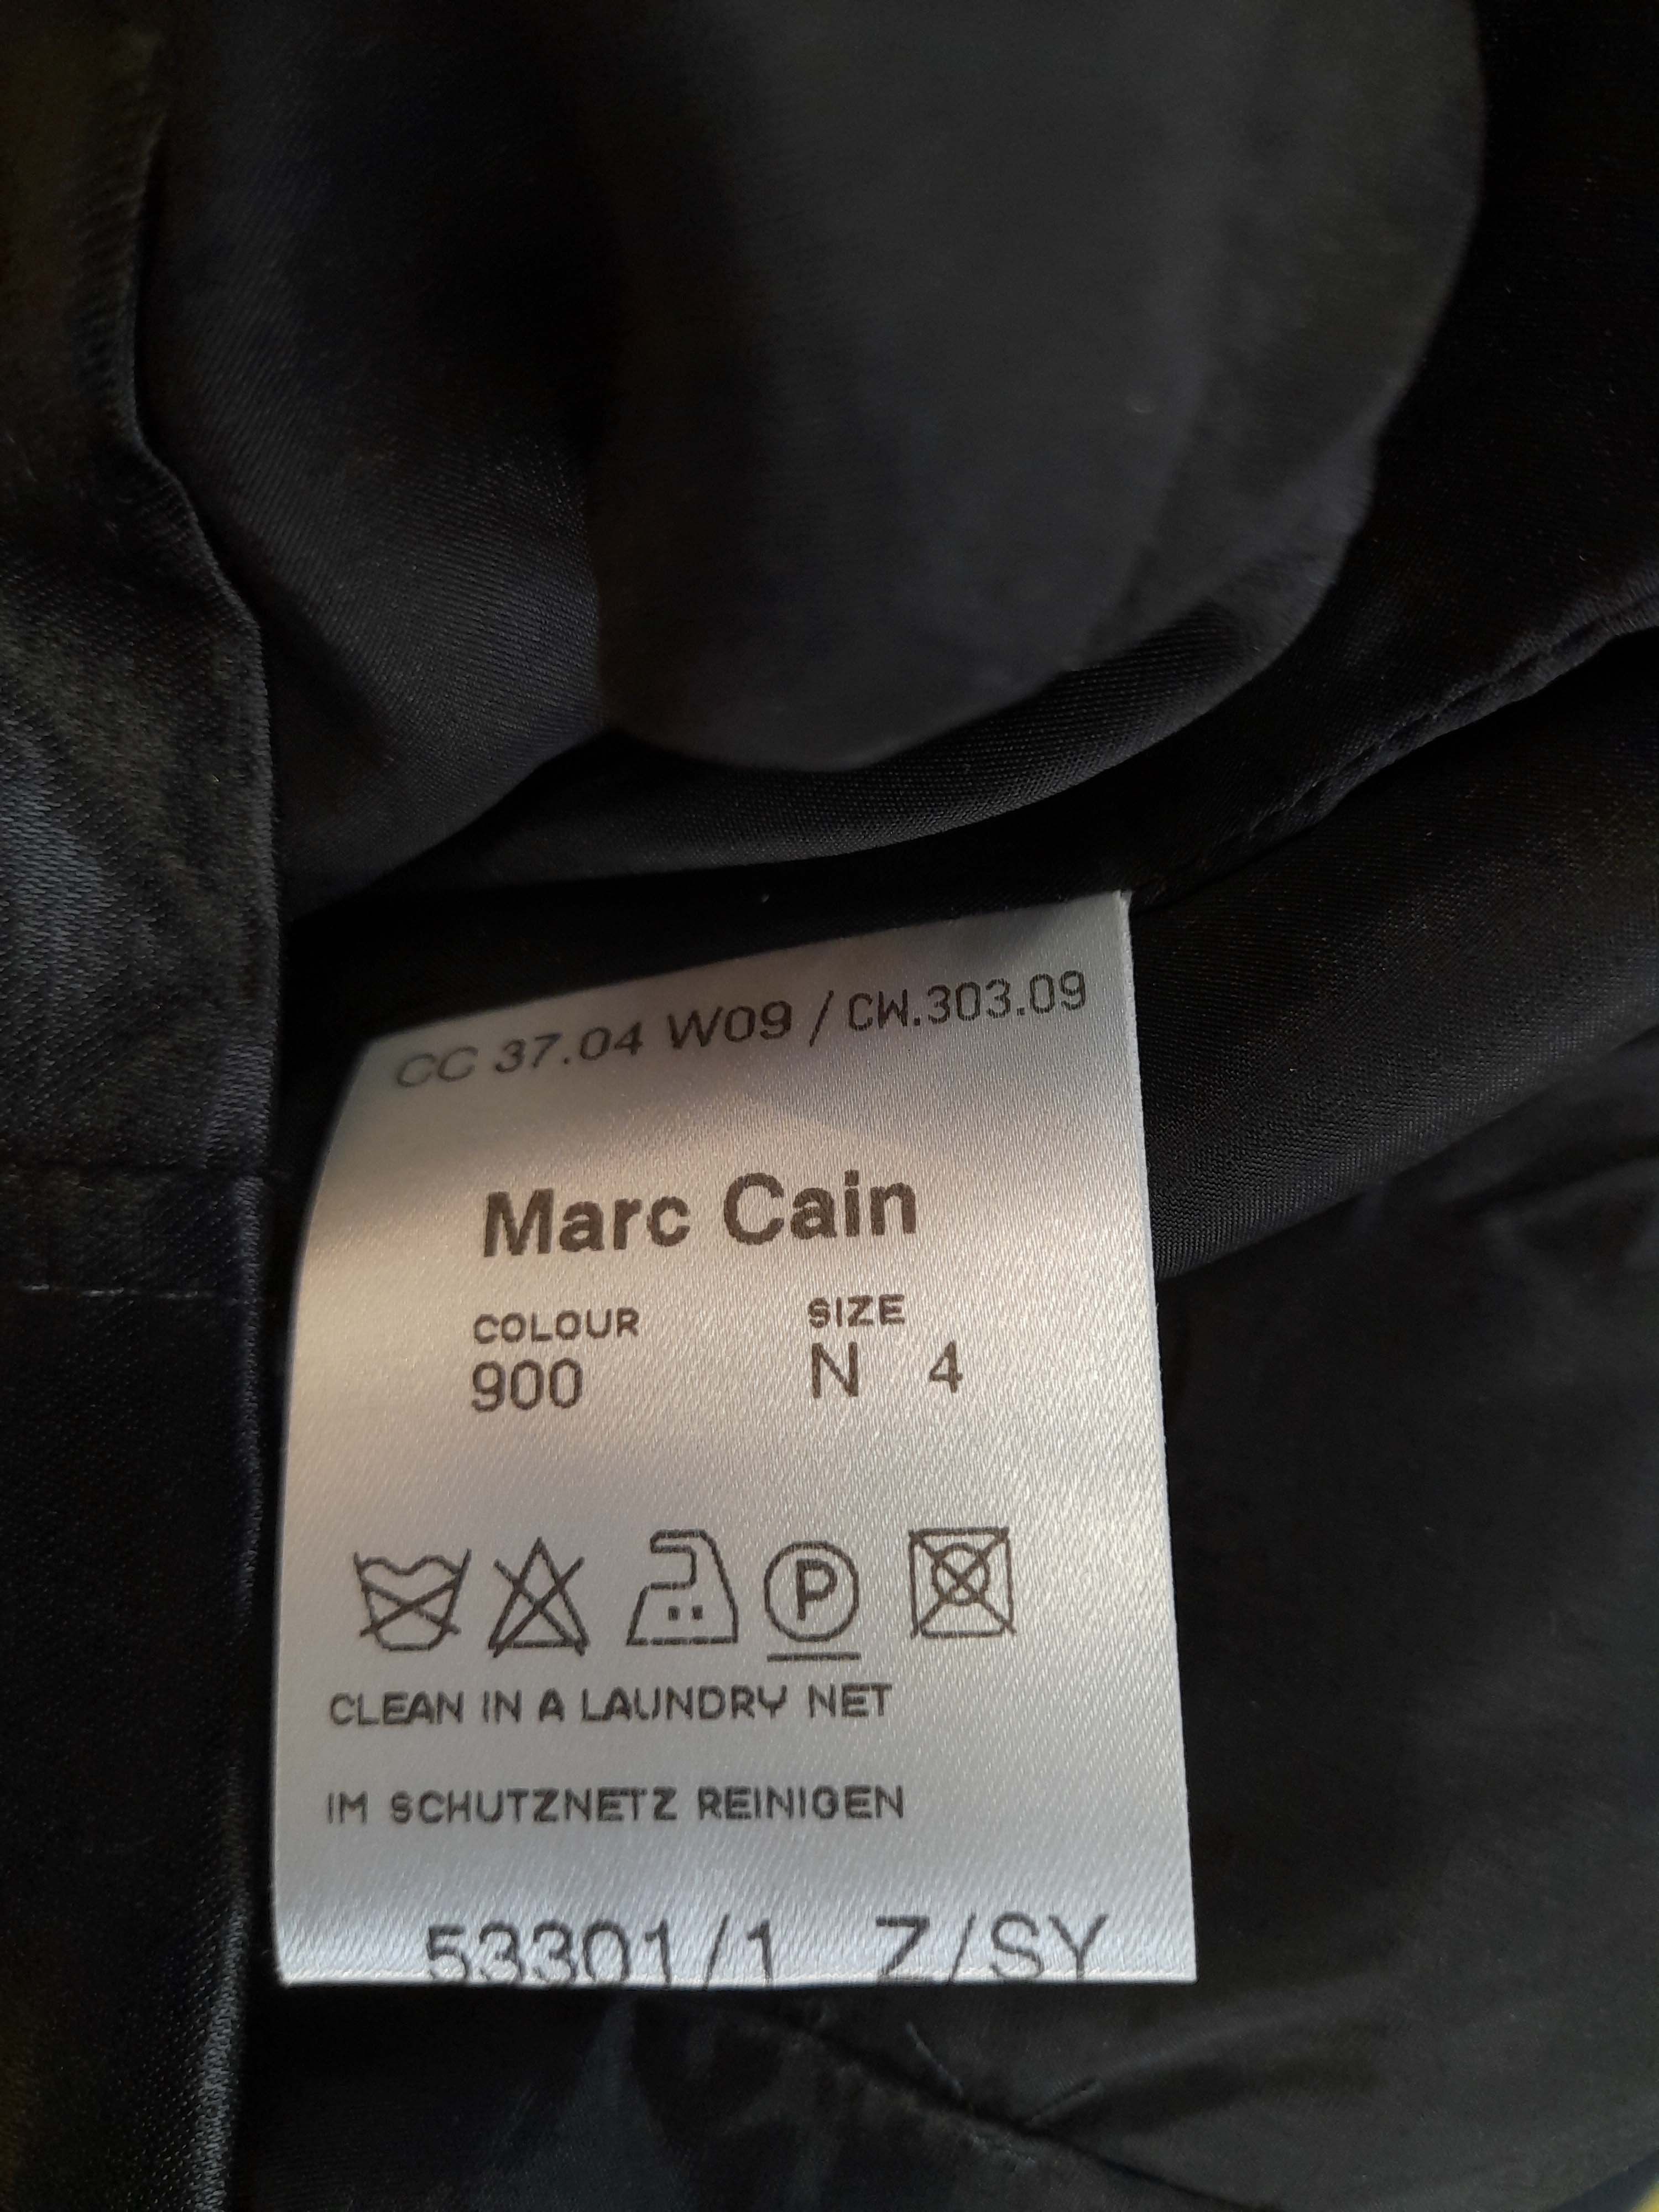 CC 37.04 W09 / CW.303.09
Marc Cain
COLOUR SIZE
900 N 4
P
CLEAN IN A LAUNDRY NET
IM SCHUTZNETZ REINIGEN
53301/1 Z/SY